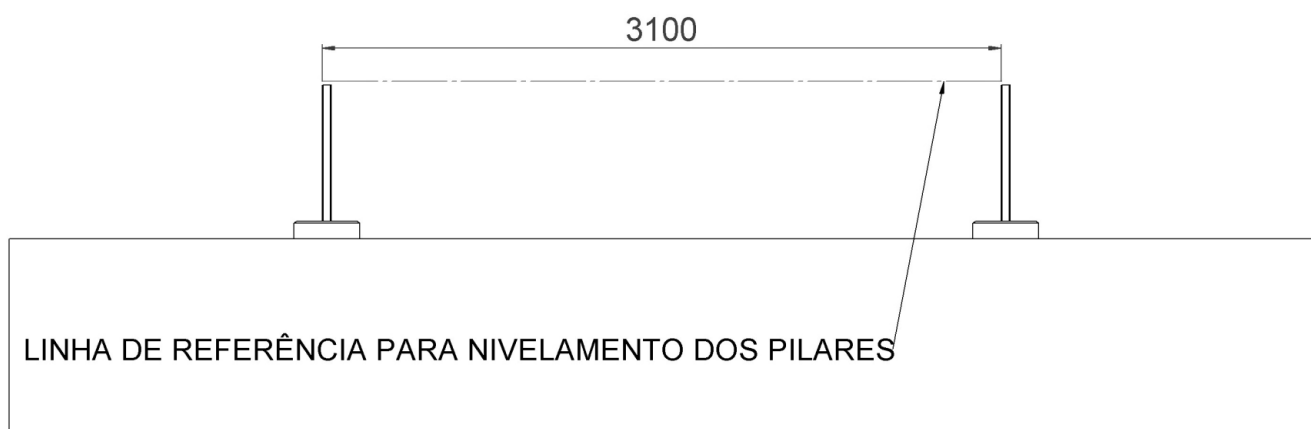 3100
LINHA DE REFERÊNCIA PARA NIVELAMENTO DOS PILARES